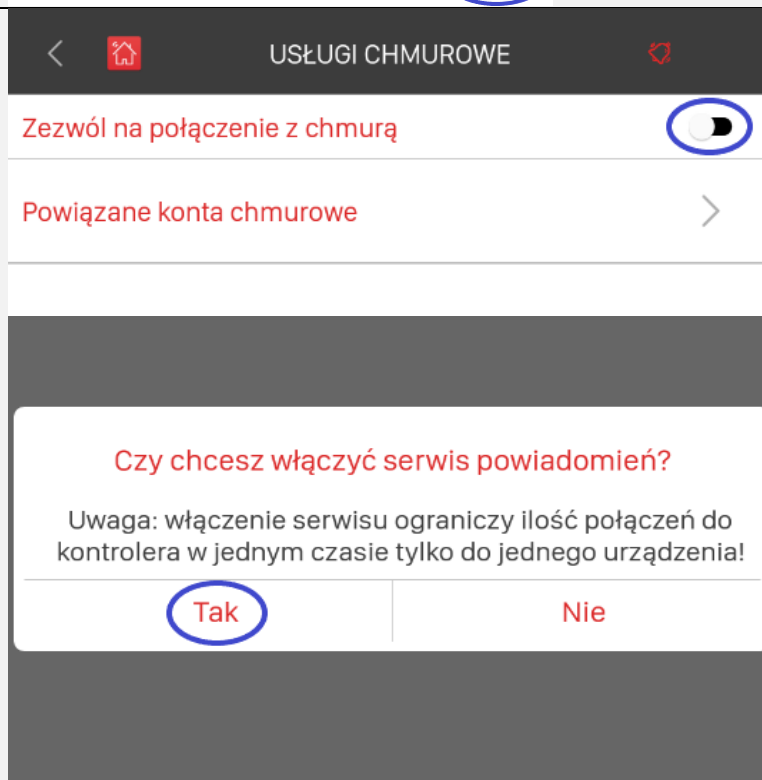 USŁUGI CHMUROWE
Zezwól na połączenie z chmurą
Powiązane konta chmurowe
Czy chcesz włączyć serwis powiadomień?
Uwaga: włączenie serwisu ograniczy ilość połączeń do
kontrolera w jednym czasie tylko do jednego urządzenia!
Tak
Nie